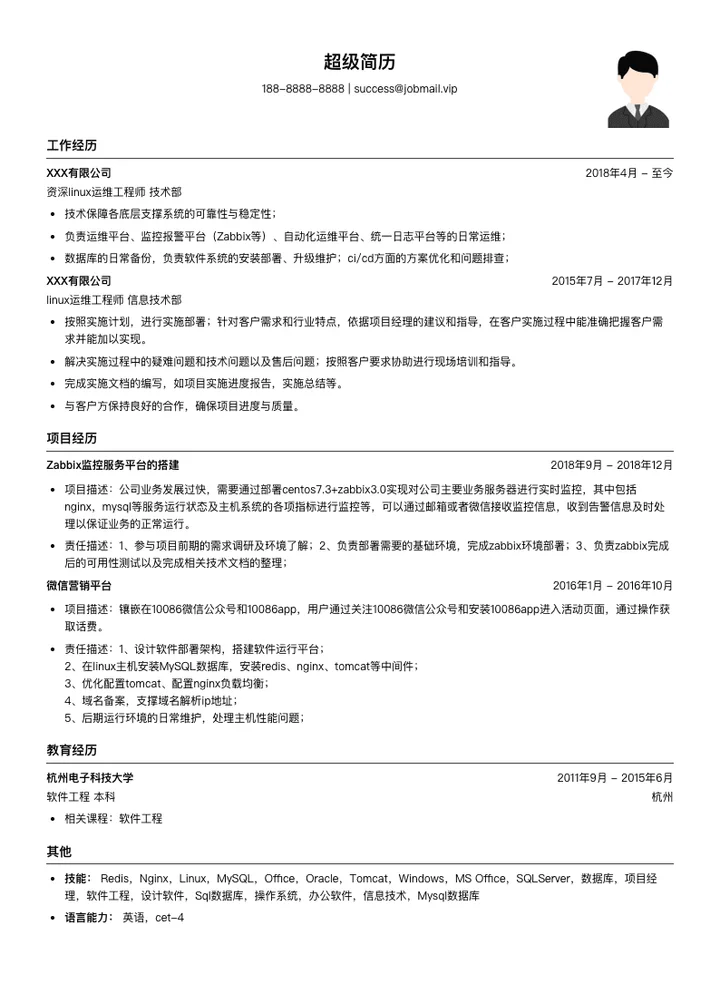 超级简历
188-8888-8888 | success@jobmail.vip
工作经历
XXX有限公司 2018年4月 – 至今
资深linux运维工程师 技术部
• 技术保障各底层支撑系统的可靠性与稳定性；
• 负责运维平台、监控报警平台（Zabbix等）、自动化运维平台、统一日志平台等的日常运维；
• 数据库的日常备份，负责软件系统的安装部署、升级维护；ci/cd方面的方案优化和问题排查；
XXX有限公司 2015年7月 – 2017年12月
linux运维工程师 信息技术部
• 按照实施计划，进行实施部署；针对客户需求和行业特点，依据项目经理的建议和指导，在客户实施过程中能准确把握客户需
求并能加以实现。
• 解决实施过程中的疑难问题和技术问题以及售后问题；按照客户要求协助进行现场培训和指导。
• 完成实施文档的编写，如项目实施进度报告，实施总结等。
• 与客户方保持良好的合作，确保项目进度与质量。
项目经历
Zabbix监控服务平台的搭建 2018年9月 – 2018年12月
• 项目描述：公司业务发展过快，需要通过部署centos7.3+zabbix3.0实现对公司主要业务服务器进行实时监控，其中包括
nginx，mysql等服务运行状态及主机系统的各项指标进行监控等，可以通过邮箱或者微信接收监控信息，收到告警信息及时处
理以保证业务的正常运行。
• 责任描述：1、参与项目前期的需求调研及环境了解；2、负责部署需要的基础环境，完成zabbix环境部署；3、负责zabbix完成
后的可用性测试以及完成相关技术文档的整理；
微信营销平台 2016年1月 – 2016年10月
• 项目描述：镶嵌在10086微信公众号和10086app，用户通过关注10086微信公众号和安装10086app进入活动页面，通过操作获
取话费。
• 责任描述：1、设计软件部署架构，搭建软件运行平台；
2、在linux主机安装MySQL数据库，安装redis、nginx、tomcat等中间件；
3、优化配置tomcat、配置nginx负载均衡；
4、域名备案，支撑域名解析ip地址；
5、后期运行环境的日常维护，处理主机性能问题；
教育经历
杭州电子科技大学 2011年9月 – 2015年6月
软件工程 本科 杭州
• 相关课程：软件工程
其他
• 技能： Redis，Nginx，Linux，MySQL，Office，Oracle，Tomcat，Windows，MS Office，SQLServer，数据库，项目经
理，软件工程，设计软件，Sql数据库，操作系统，办公软件，信息技术，Mysql数据库
• 语言能力： 英语，cet-4